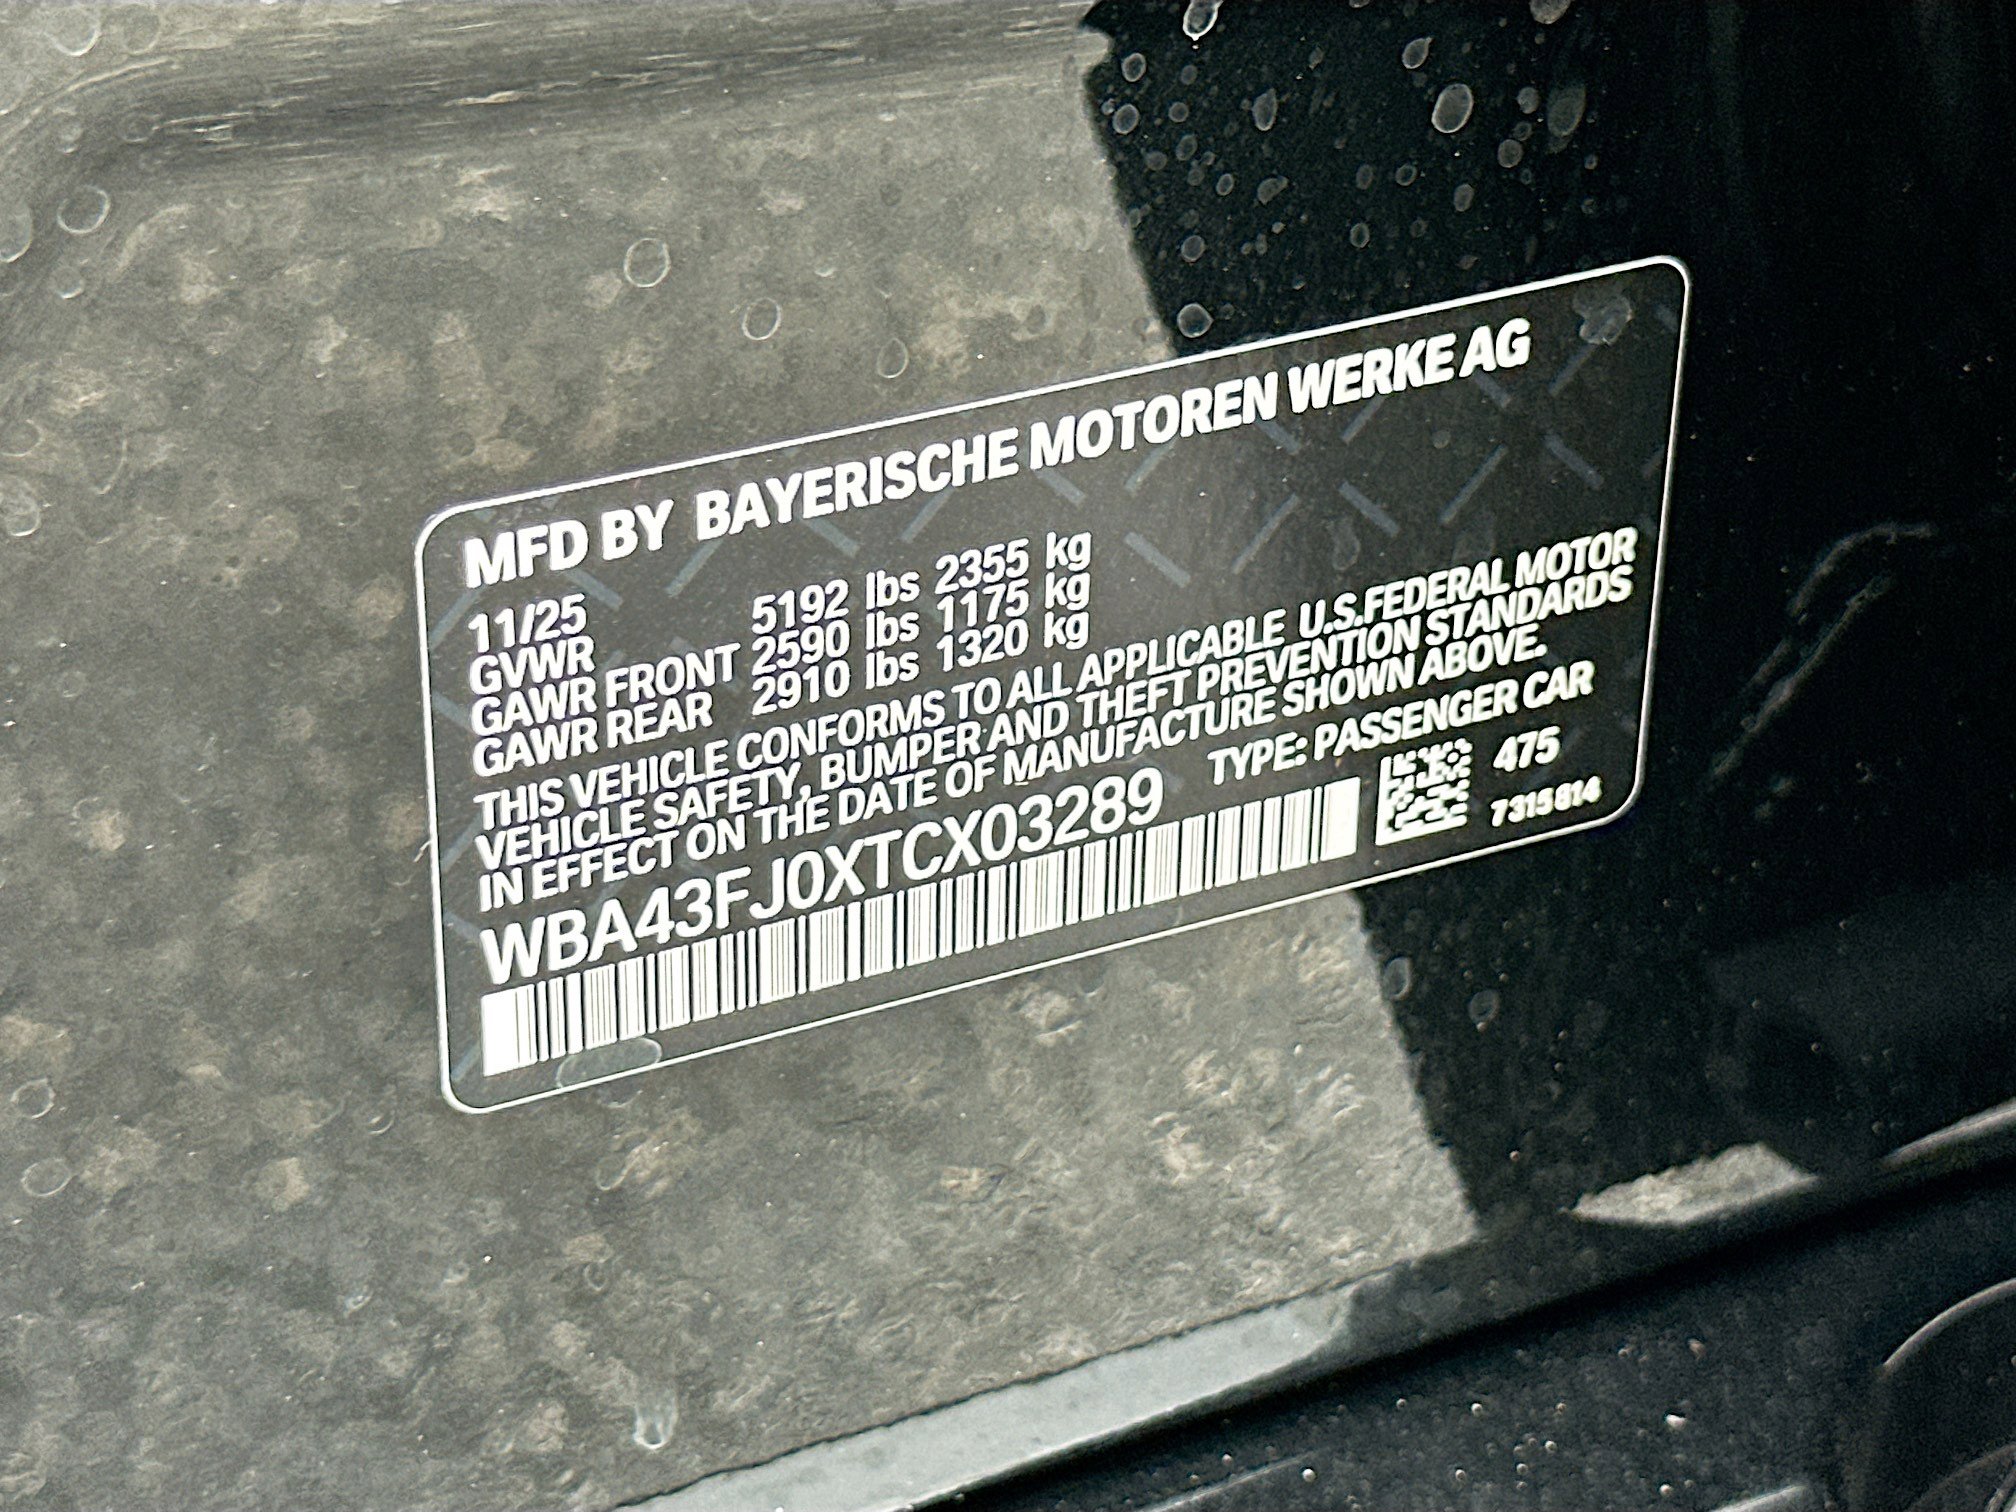 MFD BY BAYERISCHE MOTOREN WERKE AG
11/25
GVWR 5192 lbs 2355 kg
GAWR FRONT 2590 lbs 1175 kg
GAWR REAR 2910 lbs 1320 kg
THIS VEHICLE CONFORMS TO ALL APPLICABLE U.S.FEDERAL MOTOR
VEHICLE SAFETY, BUMPER AND THEFT PREVENTION STANDARDS
IN EFFECT ON THE DATE OF MANUFACTURE SHOWN ABOVE.
WBA43FJ0XTCX03289 TYPE: PASSENGER CAR
475
7315814